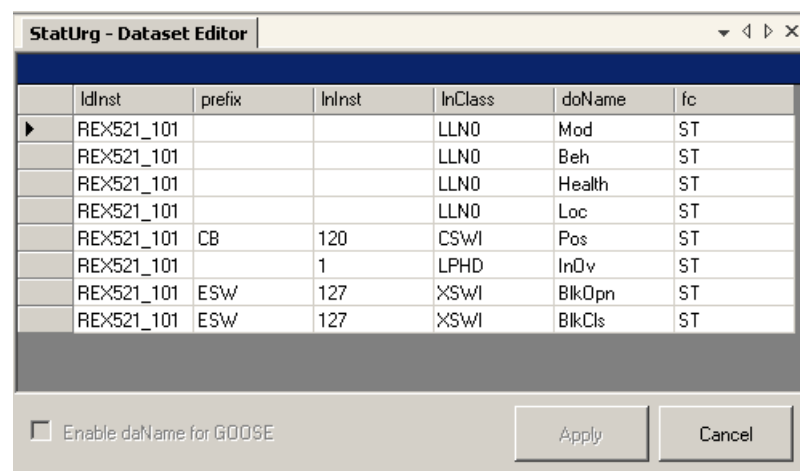 StatUrg - Dataset Editor
ldInst prefix lnInst lnClass doName fc
REX521_101 LLN0 Mod ST
REX521_101 LLN0 Beh ST
REX521_101 LLN0 Health ST
REX521_101 LLN0 Loc ST
REX521_101 CB 120 CSWI Pos ST
REX521_101 1 LPHD InOv ST
REX521_101 ESW 127 XSWI BlkOpn ST
REX521_101 ESW 127 XSWI BlkCls ST
Enable daName for GOOSE Apply Cancel